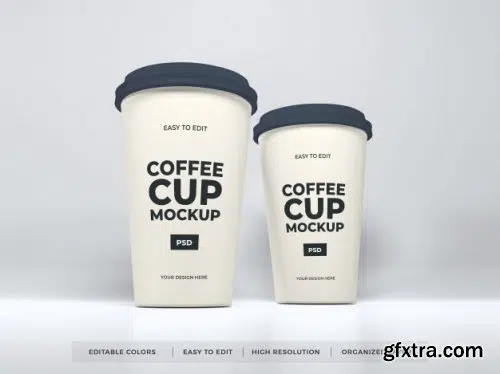 EASY TO EDIT
COFFEE
CUP
MOCKUP
PSD
YOUR DESIGN HERE
EASY TO EDIT
COFFEE
CUP
MOCKUP
PSD
YOUR DESIGN HERE
EDITABLE COLORS | EASY TO EDIT | HIGH RESOLUTION | ORGANIZED
gfxtra.com